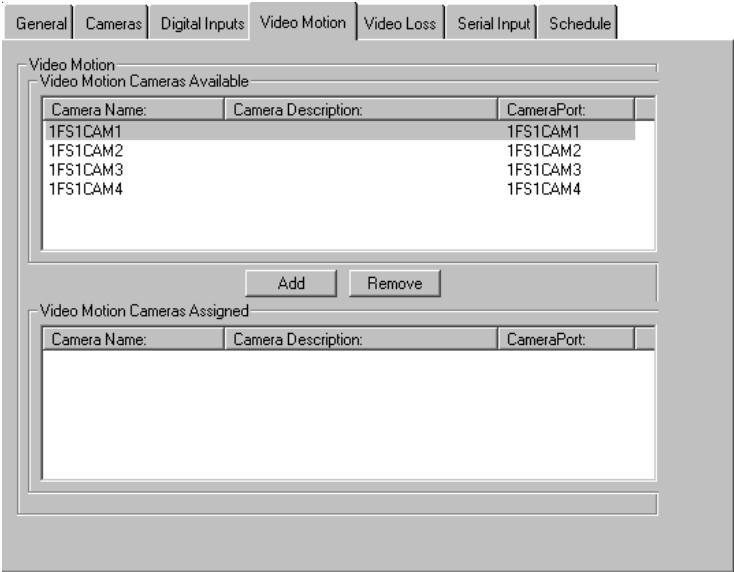 General Cameras Digital Inputs Video Motion Video Loss Serial Input Schedule
Video Motion
Video Motion Cameras Available
Camera Name: Camera Description: CameraPort:
1FS1CAM1 1FS1CAM1
1FS1CAM2 1FS1CAM2
1FS1CAM3 1FS1CAM3
1FS1CAM4 1FS1CAM4
Add Remove
Video Motion Cameras Assigned
Camera Name: Camera Description: CameraPort: